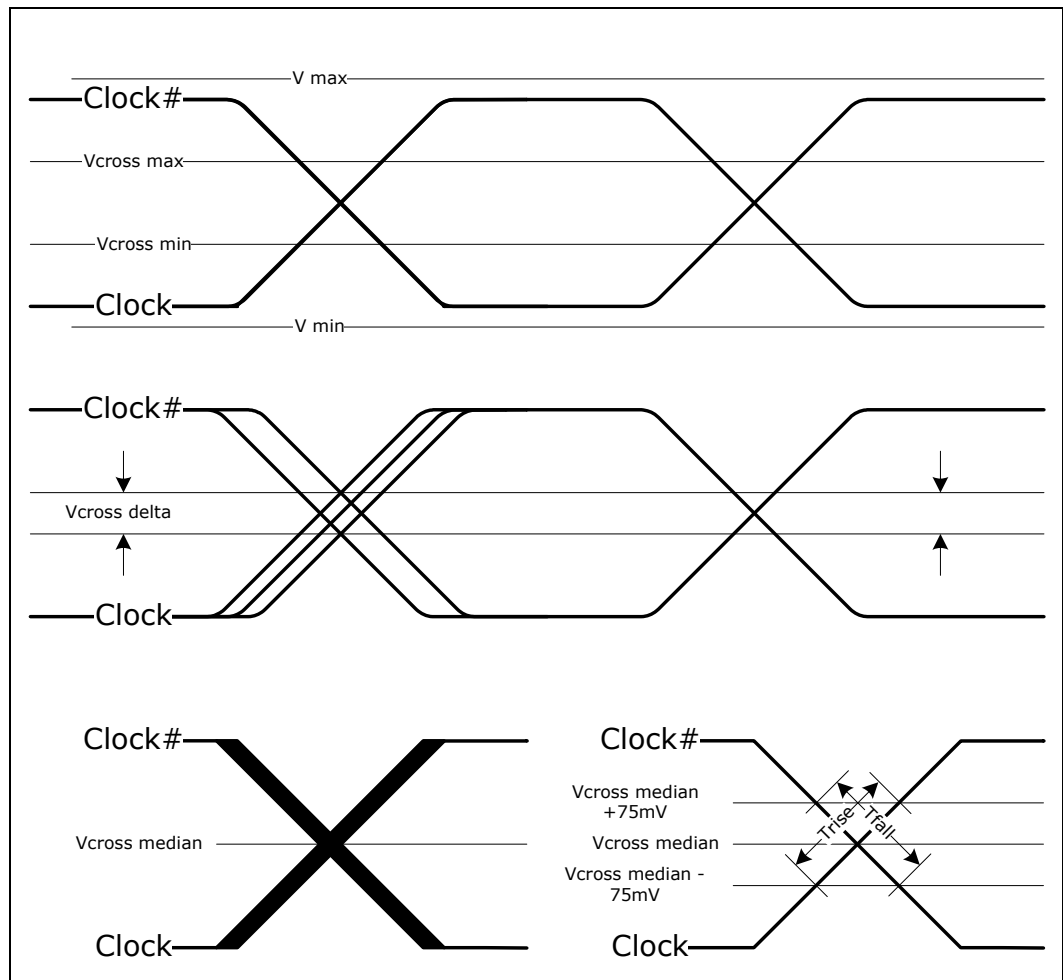 V max
Clock#
Vcross max
Vcross min
Clock
V min
Clock#
Vcross delta
Clock
Clock#
Vcross median
Clock
Clock#
Vcross median
+75mV
Trise
Tfall
Vcross median
Vcross median -
75mV
Clock